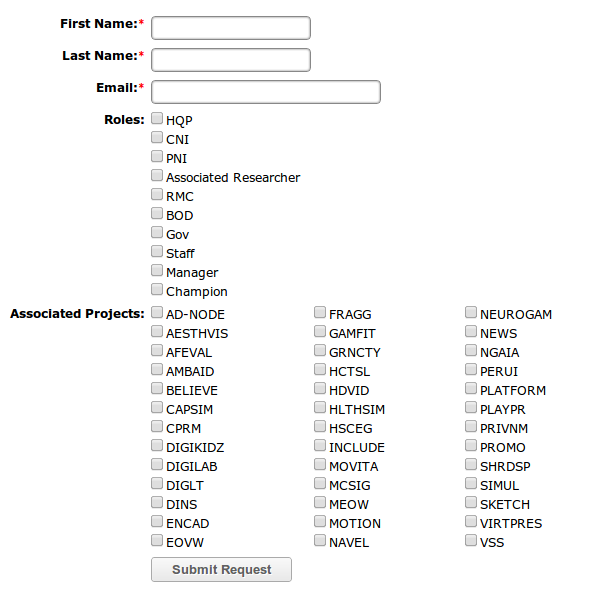 First Name:*
Last Name:*
Email:*
Roles: HQP
CNI
PNI
Associated Researcher
RMC
BOD
Gov
Staff
Manager
Champion
Associated Projects: AD-NODE FRAGG NEUROGAM
AESTHVIS GAMFIT NEWS
AFEVAL GRNCTY NGAIA
AMBAID HCTSL PERUI
BELIEVE HDVID PLATFORM
CAPSIM HLTHSIM PLAYPR
CPRM HSCEG PRIVNM
DIGIKIDZ INCLUDE PROMO
DIGILAB MOVITA SHRDSP
DIGLT MCSIG SIMUL
DINS MEOW SKETCH
ENCAD MOTION VIRTPRES
EOVW NAVEL VSS
Submit Request